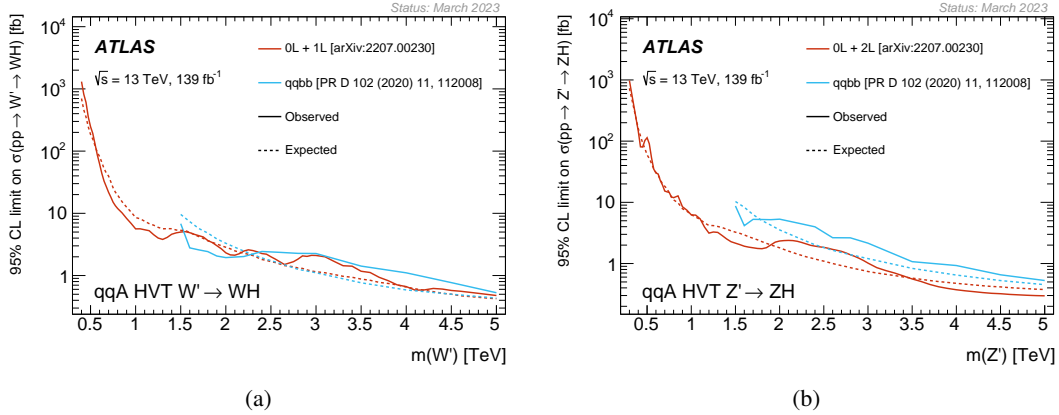 Status: March 2023
95% CL limit on σ(pp → W' → WH) [fb]
10⁴
10³
10²
10
1
ATLAS
√s = 13 TeV, 139 fb⁻¹
0L + 1L [arXiv:2207.00230]
qqbb [PR D 102 (2020) 11, 112008]
Observed
Expected
qqA HVT W' → WH
0.5 1 1.5 2 2.5 3 3.5 4 4.5 5
m(W') [TeV]
(a)
Status: March 2023
95% CL limit on σ(pp → Z' → ZH) [fb]
10⁴
10³
10²
10
1
ATLAS
√s = 13 TeV, 139 fb⁻¹
0L + 2L [arXiv:2207.00230]
qqbb [PR D 102 (2020) 11, 112008]
Observed
Expected
qqA HVT Z' → ZH
0.5 1 1.5 2 2.5 3 3.5 4 4.5 5
m(Z') [TeV]
(b)